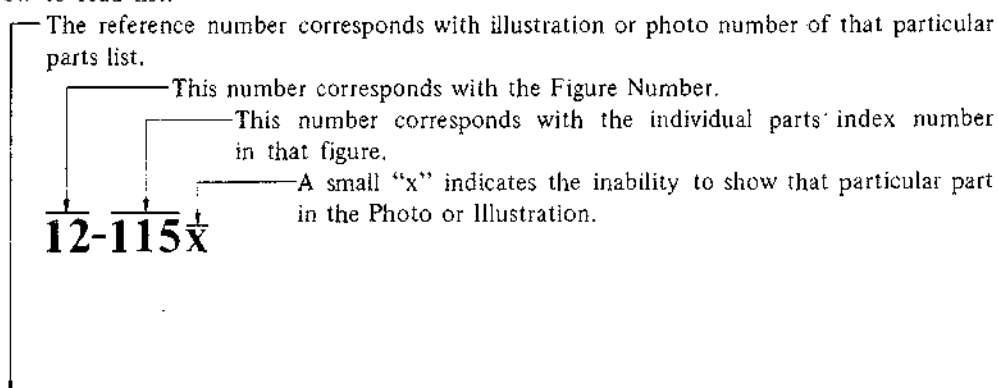 The reference number corresponds with illustration or photo number of that particular
parts list.
This number corresponds with the Figure Number.
This number corresponds with the individual parts index number
in that figure.
A small “x” indicates the inability to show that particular part
in the Photo or Illustration.
12-115x